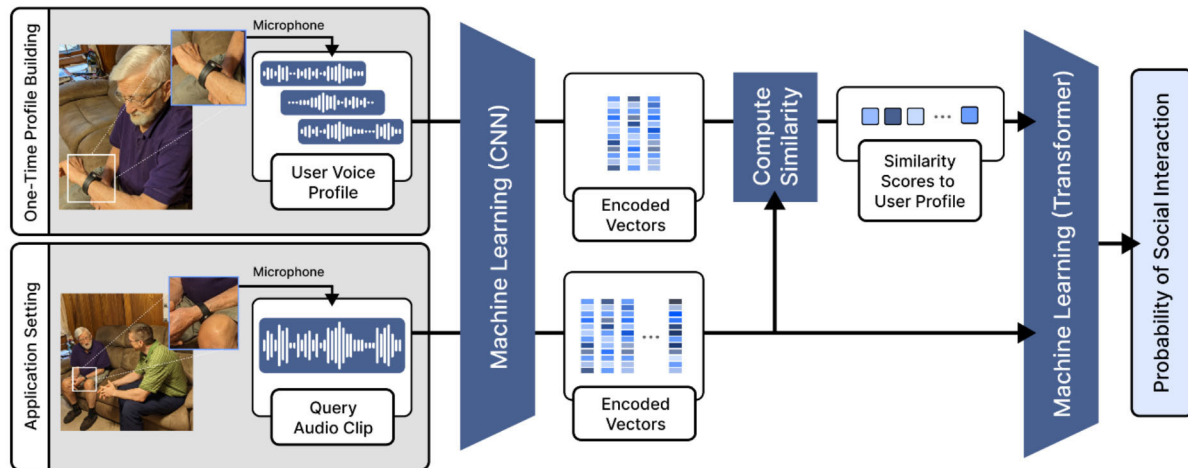 One-Time Profile Building
Microphone
User Voice
Profile
Application Setting
Microphone
Query
Audio Clip
Machine Learning (CNN)
Encoded
Vectors
Encoded
Vectors
Compute
Similarity
...
Similarity
Scores to
User Profile
...
Machine Learning (Transformer)
Probability of Social Interaction